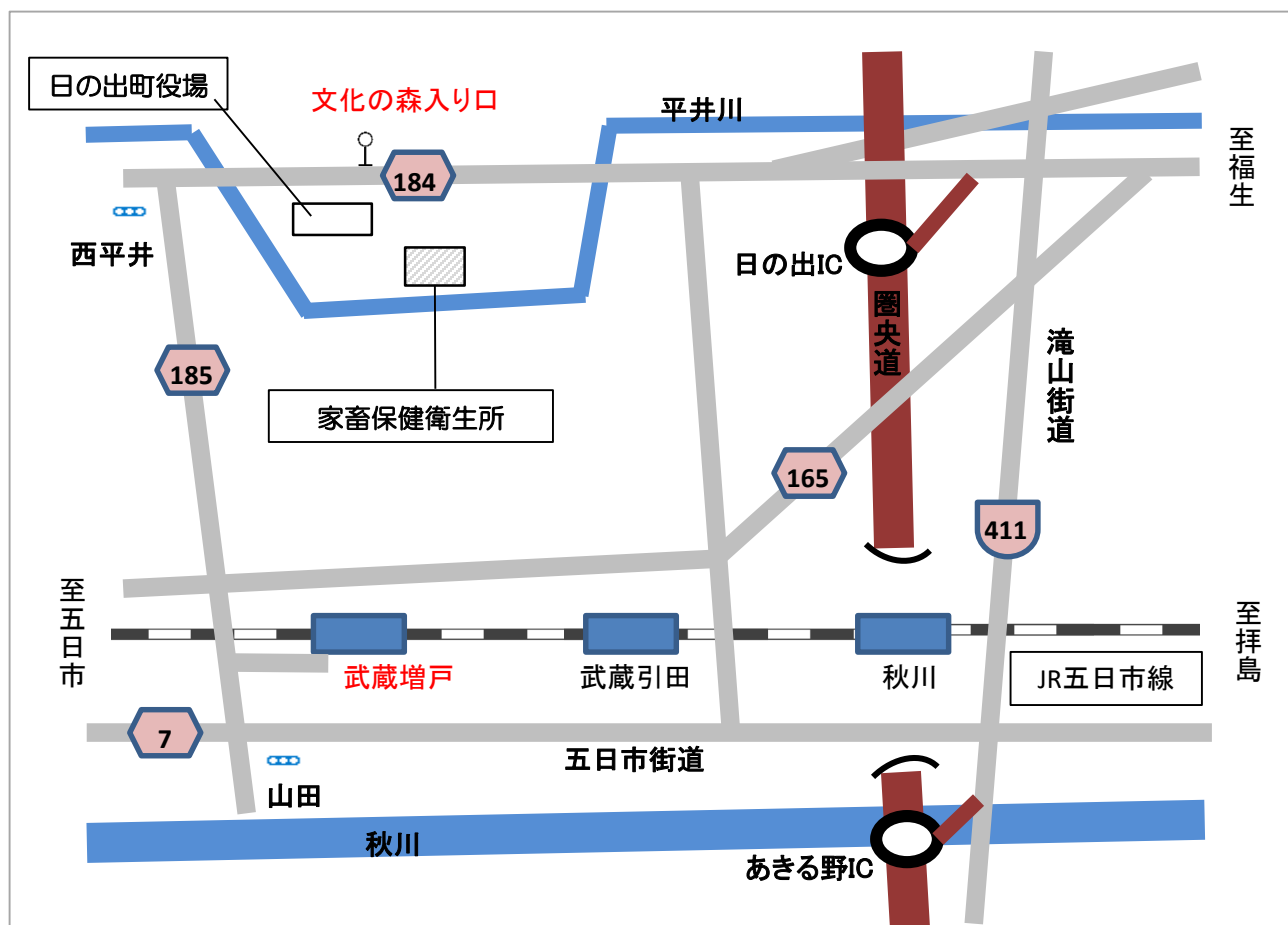 日の出町役場
文化の森入り口
平井川
至福生
184
西平井
日の出IC
圏央道
滝山街道
185
家畜保健衛生所
165
411
至五日市
至拝島
武蔵増戸
武蔵引田
秋川
JR五日市線
7
五日市街道
山田
秋川
あきる野IC